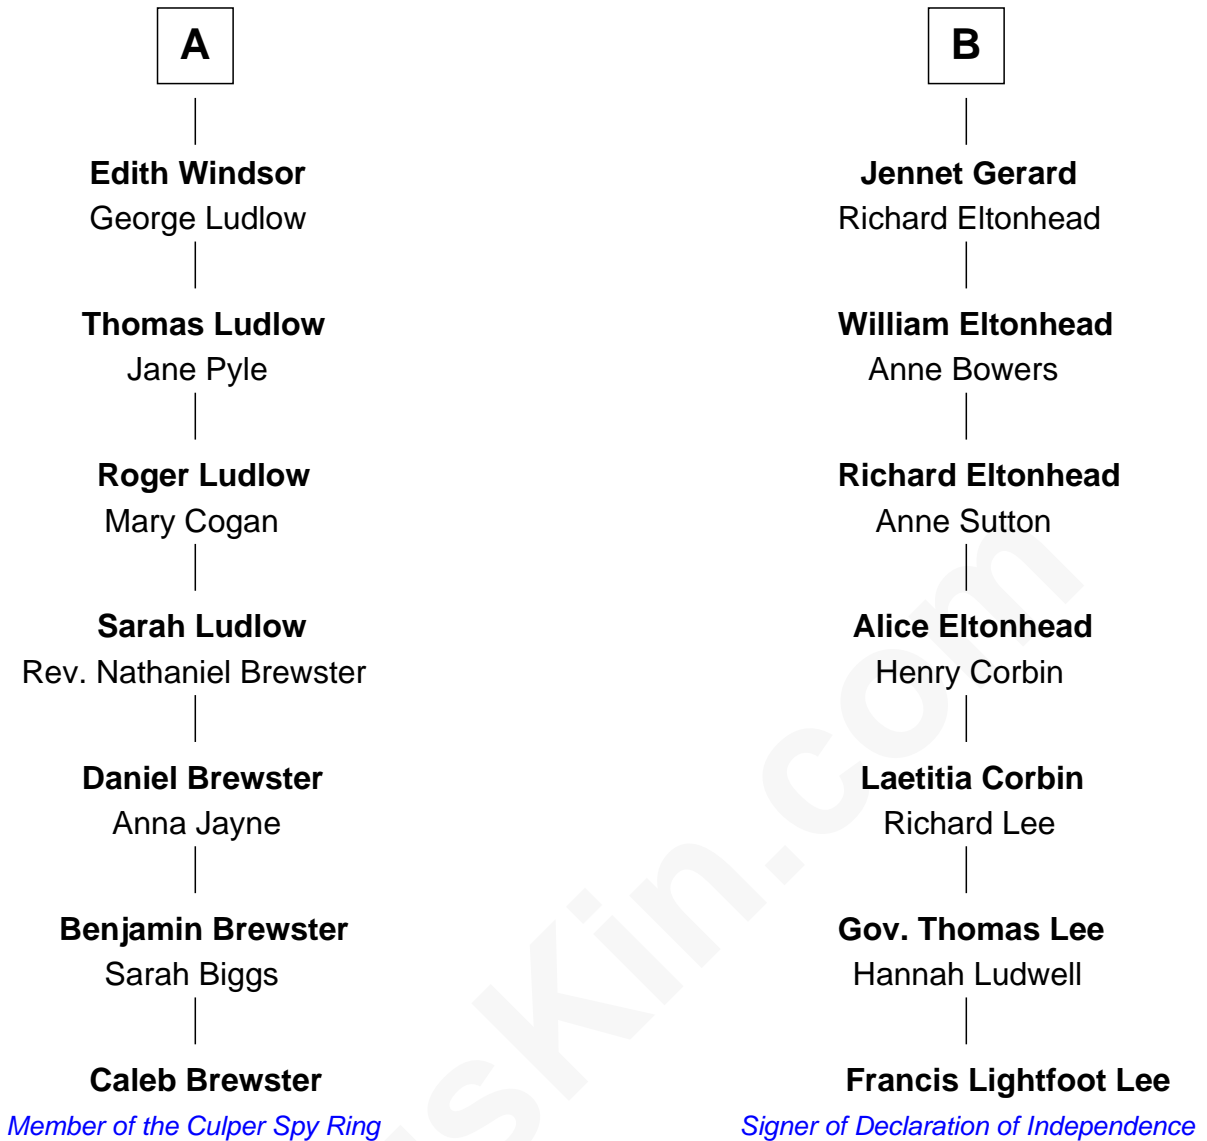 A
Edith Windsor
George Ludlow
Thomas Ludlow
Jane Pyle
Roger Ludlow
Mary Cogan
Sarah Ludlow
Rev. Nathaniel Brewster
Daniel Brewster
Anna Jayne
Benjamin Brewster
Sarah Biggs
Caleb Brewster
Member of the Culper Spy Ring
B
Jennet Gerard
Richard Eltonhead
William Eltonhead
Anne Bowers
Richard Eltonhead
Anne Sutton
Alice Eltonhead
Henry Corbin
Laetitia Corbin
Richard Lee
Gov. Thomas Lee
Hannah Ludwell
Francis Lightfoot Lee
Signer of Declaration of Independence